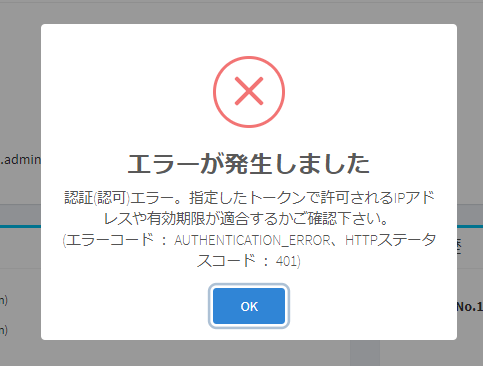 エラーが発生しました
.admin
認証(認可)エラー。指定したトークンで許可されるIPアド
レスや有効期限が適合するかご確認下さい。
(エラーコード ： AUTHENTICATION_ERROR、HTTPステータ
スコード ： 401)
歴
n)
OK
No.1
n)